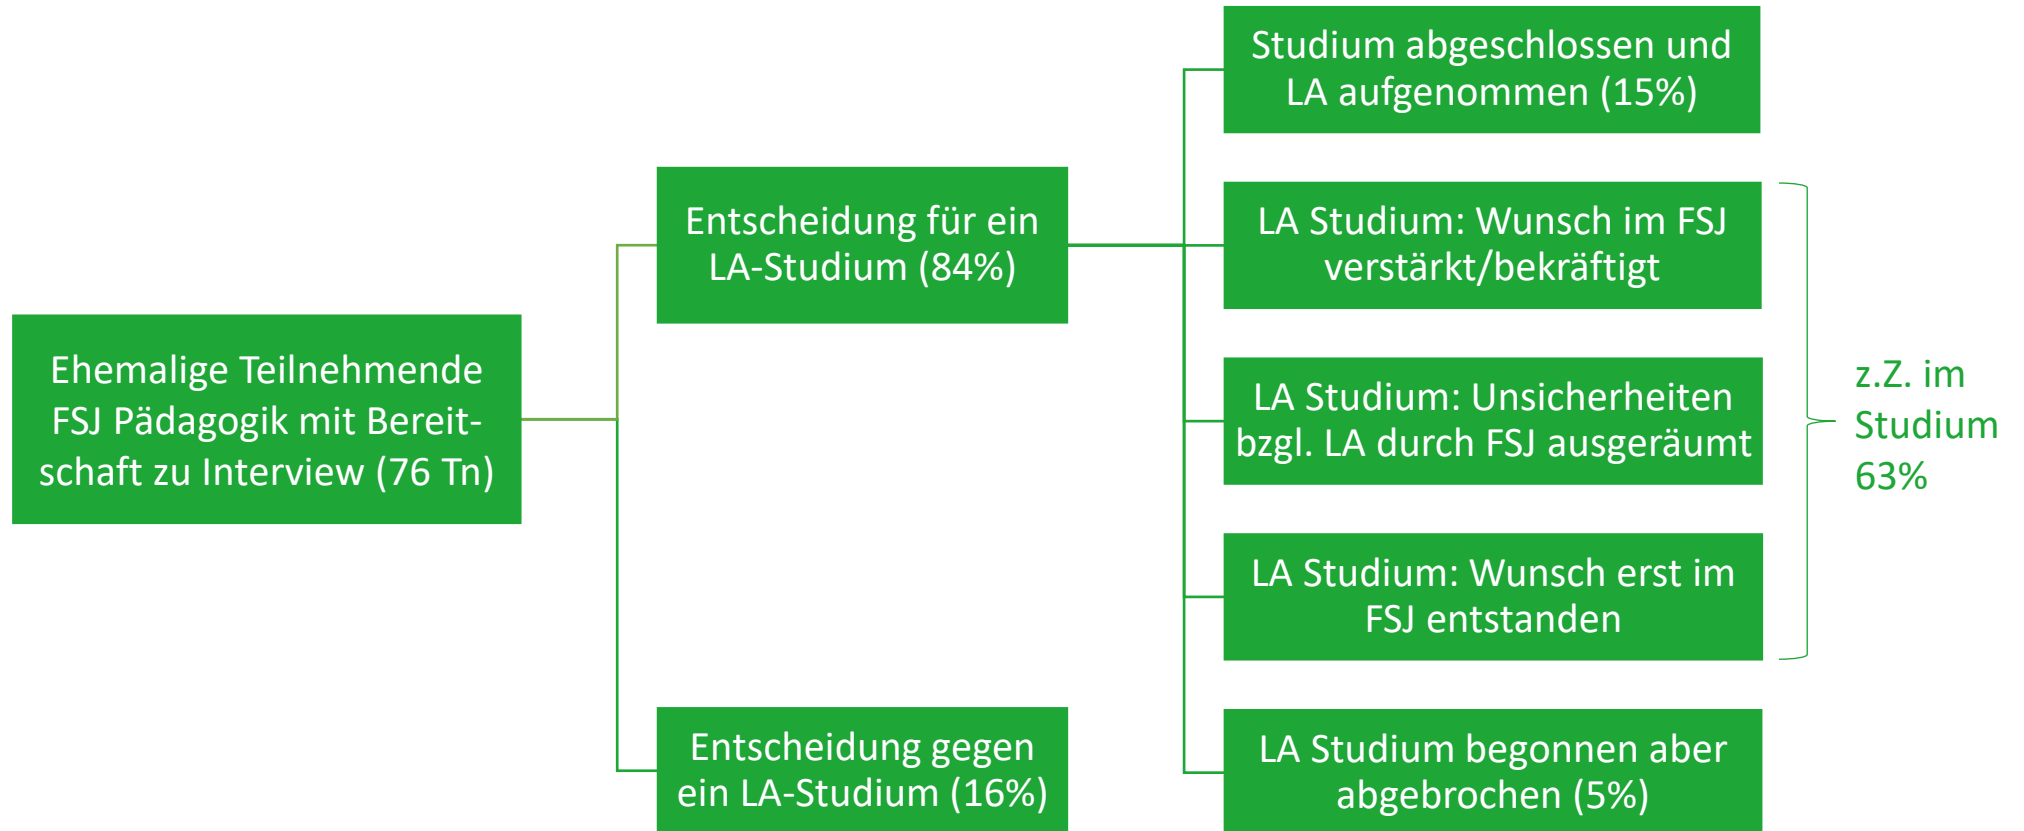 Ehemalige Teilnehmende
FSJ Pädagogik mit Bereit-
schaft zu Interview (76 Tn)
Entscheidung für ein
LA-Studium (84%)
Entscheidung gegen
ein LA-Studium (16%)
Studium abgeschlossen und
LA aufgenommen (15%)
LA Studium: Wunsch im FSJ
verstärkt/bekräftigt
LA Studium: Unsicherheiten
bzgl. LA durch FSJ ausgeräumt
LA Studium: Wunsch erst im
FSJ entstanden
LA Studium begonnen aber
abgebrochen (5%)
z.Z. im
Studium
63%